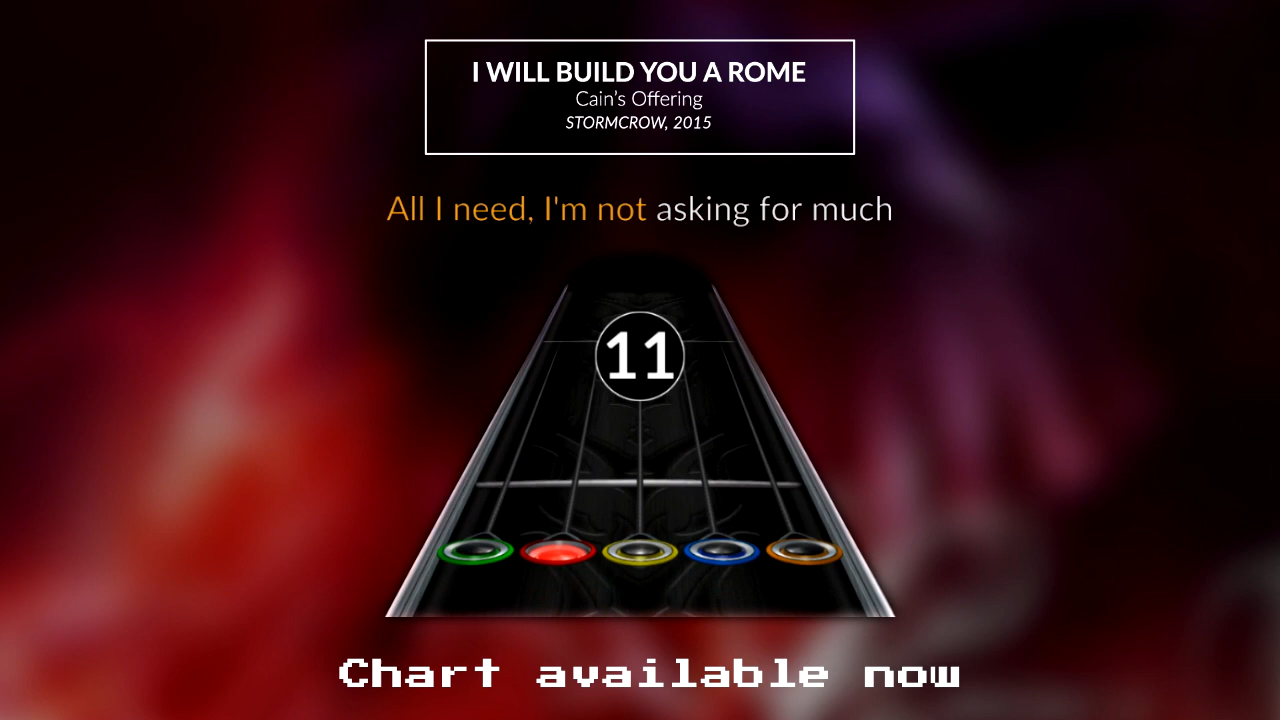 I WILL BUILD YOU A ROME
Cain's Offering
STORMCROW, 2015
All I need, I'm not asking for much
11
Chart available now